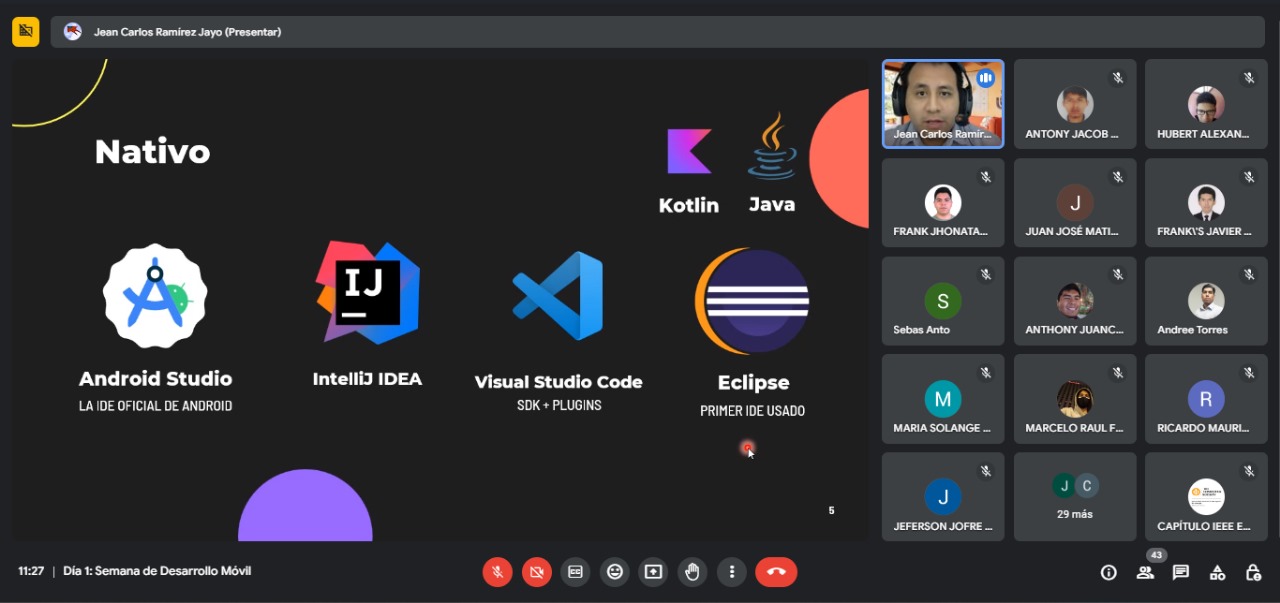 Jean Carlos Ramírez Jayo (Presentar)
Nativo
Kotlin
Java
IJ
Android Studio
LA IDE OFICIAL DE ANDROID
IntelliJ IDEA
Visual Studio Code
SDK + PLUGINS
Eclipse
PRIMER IDE USADO
5
Jean Carlos Ramír...
ANTONY JACOB ...
HUBERT ALEXAN...
FRANK JHONATA...
J
JUAN JOSÉ MATI...
FRANK\'S JAVIER ...
S
Sebas Anto
ANTHONY JUANC...
Andree Torres
M
MARIA SOLANGE ...
MARCELO RAUL F...
R
RICARDO MAURI...
J
JEFERSON JOFRE ...
J C
29 más
CAPÍTULO IEEE E...
11:27 | Día 1: Semana de Desarrollo Móvil
43